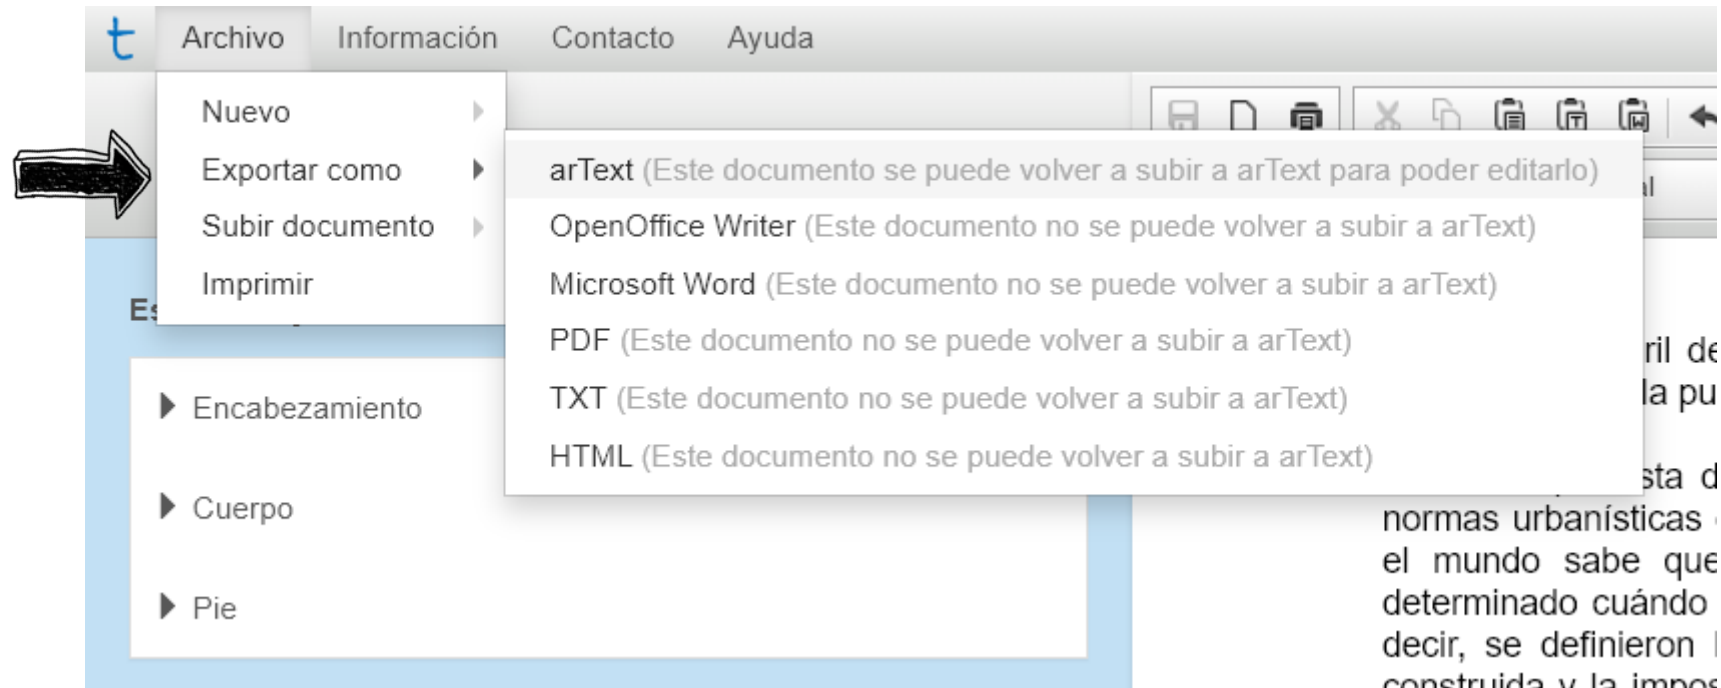 Archivo Información Contacto Ayuda
Nuevo
Exportar como
Subir documento
Imprimir
arText (Este documento se puede volver a subir a arText para poder editarlo)
OpenOffice Writer (Este documento no se puede volver a subir a arText)
Microsoft Word (Este documento no se puede volver a subir a arText)
PDF (Este documento no se puede volver a subir a arText)
TXT (Este documento no se puede volver a subir a arText)
HTML (Este documento no se puede volver a subir a arText)
Encabezamiento
Cuerpo
Pie
la
normas urbanísticas
el mundo sabe que
determinado cuándo
decir, se definieron
construida y la